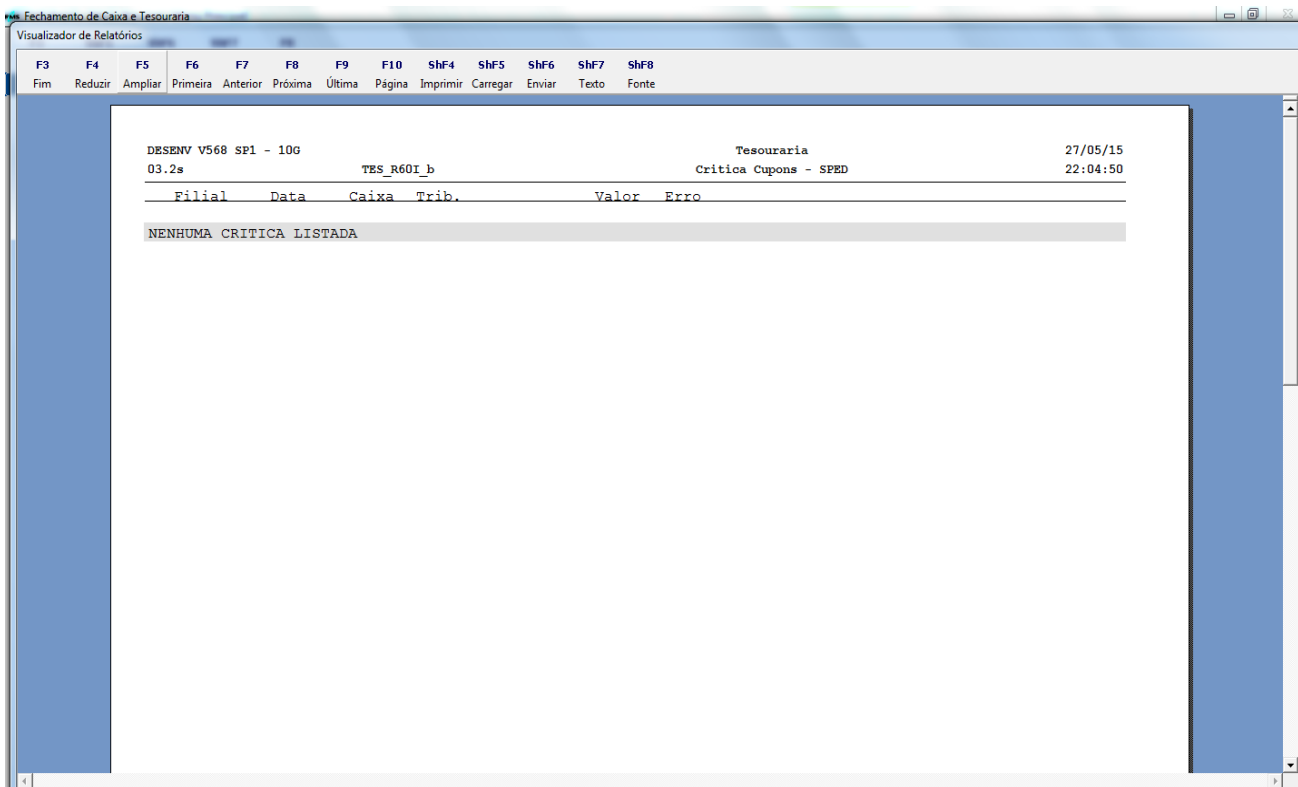 Fechamento de Caixa e Tesouraria
Visualizador de Relatórios
F3 F4 F5 F6 F7 F8 F9 F10 ShF4 ShF5 ShF6 ShF7 ShF8
Fim Reduzir Ampliar Primeira Anterior Próxima Última Página Imprimir Carregar Enviar Texto Fonte
DESENV V568 SP1 - 10G Tesouraria 27/05/15
03.2s TES_R60I_b Critica Cupons - SPED 22:04:50
Filial Data Caixa Trib. Valor Erro
NENHUMA CRITICA LISTADA